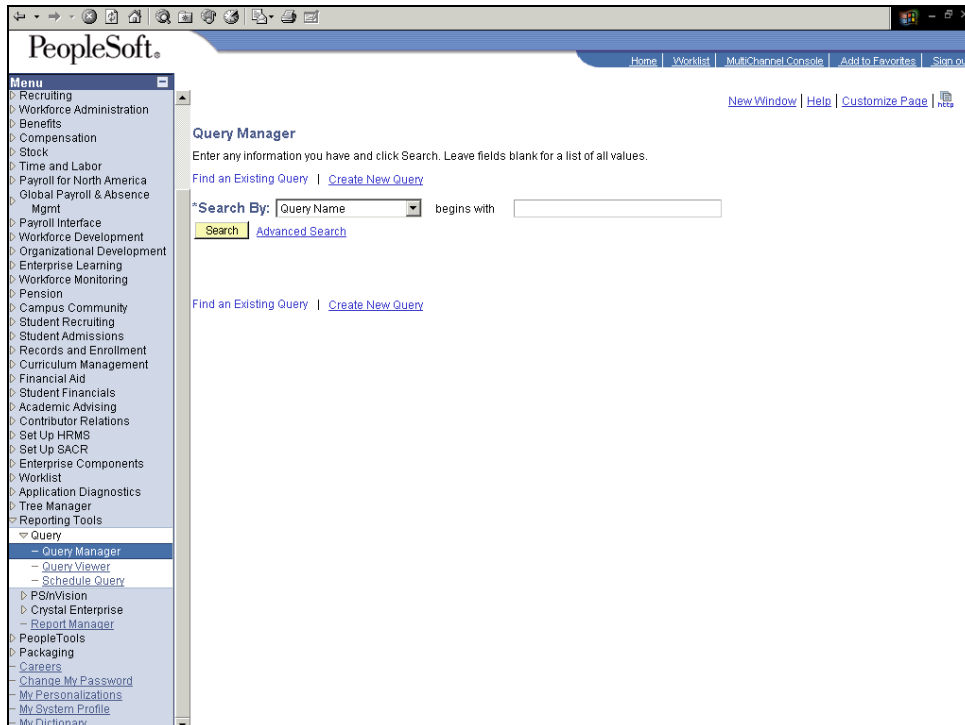 PeopleSoft®
Home | Worklist | MultiChannel Console | Add to Favorites | Sign ou
Menu
Recruiting
Workforce Administration
Benefits
Compensation
Stock
Time and Labor
Payroll for North America
Global Payroll & Absence
Mgmt
Payroll Interface
Workforce Development
Organizational Development
Enterprise Learning
Workforce Monitoring
Pension
Campus Community
Student Recruiting
Student Admissions
Records and Enrollment
Curriculum Management
Financial Aid
Student Financials
Academic Advising
Contributor Relations
Set Up HRMS
Set Up SACR
Enterprise Components
Worklist
Application Diagnostics
Tree Manager
Reporting Tools
Query
– Query Manager
– Query Viewer
– Schedule Query
PS/nVision
Crystal Enterprise
– Report Manager
PeopleTools
Packaging
– Careers
– Change My Password
– My Personalizations
– My System Profile
– My Dictionary
New Window | Help | Customize Page | http
Query Manager
Enter any information you have and click Search. Leave fields blank for a list of all values.
Find an Existing Query | Create New Query
*Search By: Query Name begins with
Search Advanced Search
Find an Existing Query | Create New Query